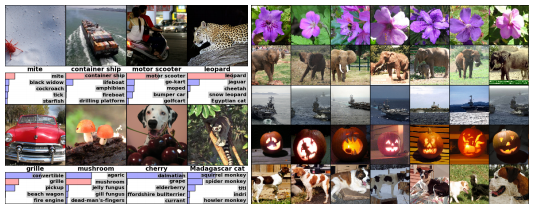 mite
container ship
motor scooter
leopard
mite
black widow
cockroach
tick
starfish
container ship
lifeboat
amphibian
fireboat
drilling platform
motor scooter
go-kart
moped
bumper car
golfcart
leopard
jaguar
cheetah
snow leopard
Egyptian cat
grille
mushroom
cherry
Madagascar cat
convertible
grille
pickup
beach wagon
fire engine
agaric
mushroom
jelly fungus
gill fungus
dead-man's-fingers
dalmatian
grape
elderberry
ffordshire bullterrier
currant
squirrel monkey
spider monkey
titi
indri
howler monkey